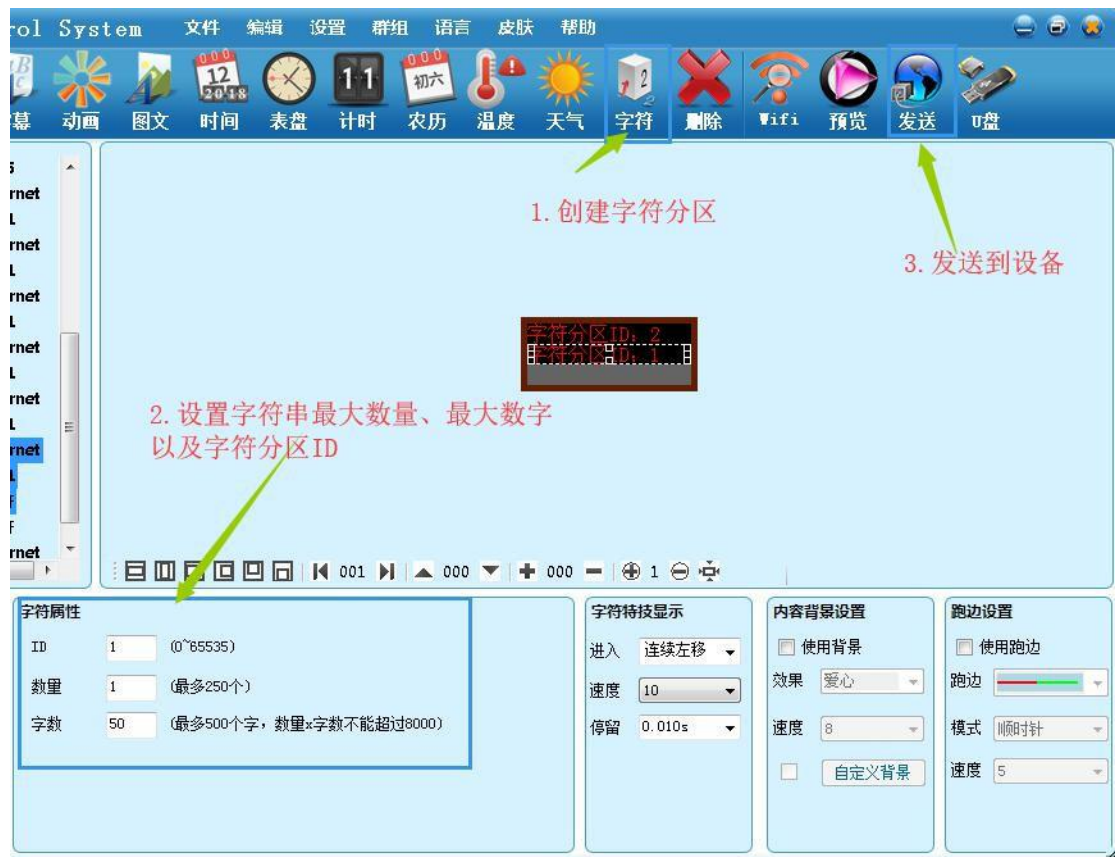 rol System 文件 编辑 设置 群组 语言 皮肤 帮助
12
2018
11
初六
2
幕 动画 图文 时间 表盘 计时 农历 温度 天气 字符 删除 Wifi 预览 发送 U盘
1.创建字符分区
3.发送到设备
rnet
rnet
rnet
rnet
rnet
rnet
rnet
字符分区ID: 2
字符分区ID: 1
2.设置字符串最大数量、最大数字
以及字符分区ID
001 000 000 1
字符属性
ID 1 (0~65535)
数量 1 (最多250个)
字数 50 (最多500个字，数量x字数不能超过8000)
字符特技显示
进入 连续左移
速度 10
停留 0.010s
内容背景设置
使用背景
效果 爱心
速度 8
自定义背景
跑边设置
使用跑边
跑边
模式 顺时针
速度 5